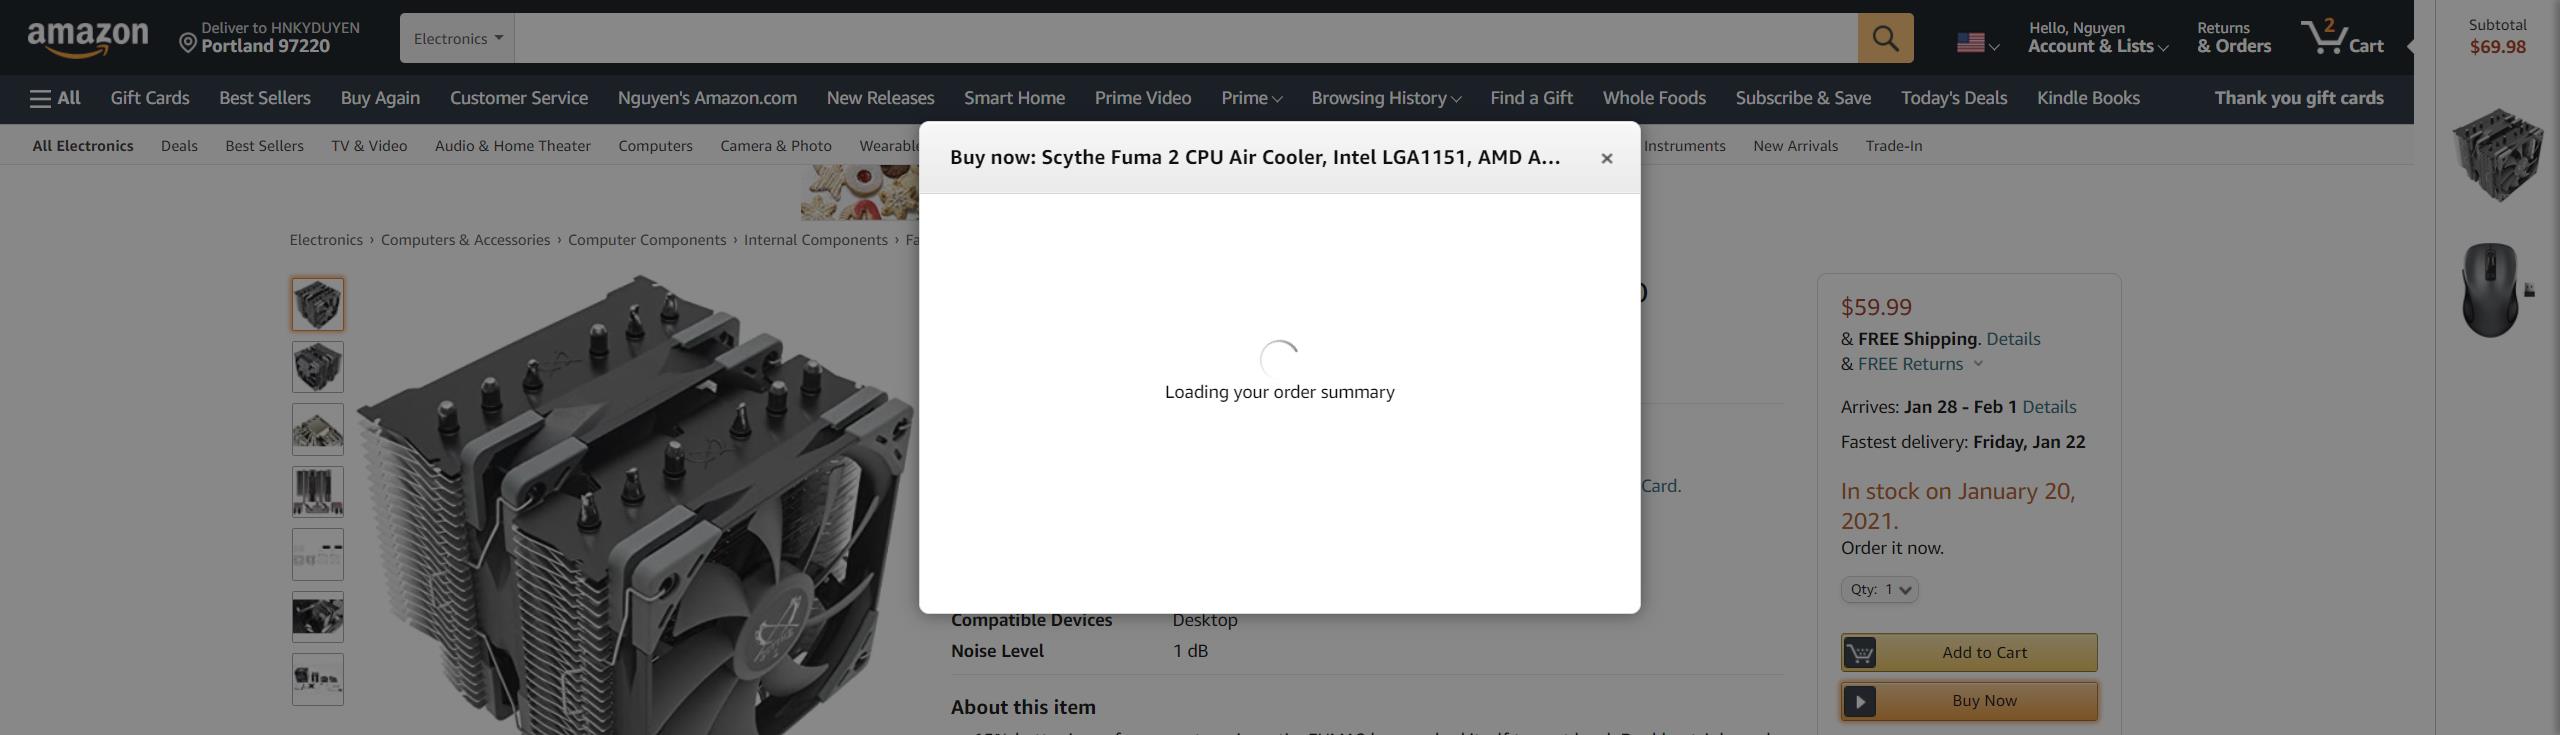 amazon
Deliver to HNKYDUYEN
Portland 97220
Electronics
Hello, Nguyen
Account & Lists
Returns
& Orders
2
Cart
Subtotal
$69.98
All
Gift Cards
Best Sellers
Buy Again
Customer Service
Nguyen's Amazon.com
New Releases
Smart Home
Prime Video
Prime
Browsing History
Find a Gift
Whole Foods
Subscribe & Save
Today's Deals
Kindle Books
Thank you gift cards
All Electronics
Deals
Best Sellers
TV & Video
Audio & Home Theater
Computers
Camera & Photo
Wearable
Instruments
New Arrivals
Trade-In
Buy now: Scythe Fuma 2 CPU Air Cooler, Intel LGA1151, AMD A...
×
Electronics › Computers & Accessories › Computer Components › Internal Components › Fa
Loading your order summary
$59.99
& FREE Shipping. Details
& FREE Returns
Arrives: Jan 28 - Feb 1 Details
Fastest delivery: Friday, Jan 22
Card.
In stock on January 20,
2021.
Order it now.
Qty: 1
Compatible Devices Desktop
Noise Level 1 dB
Add to Cart
Buy Now
About this item